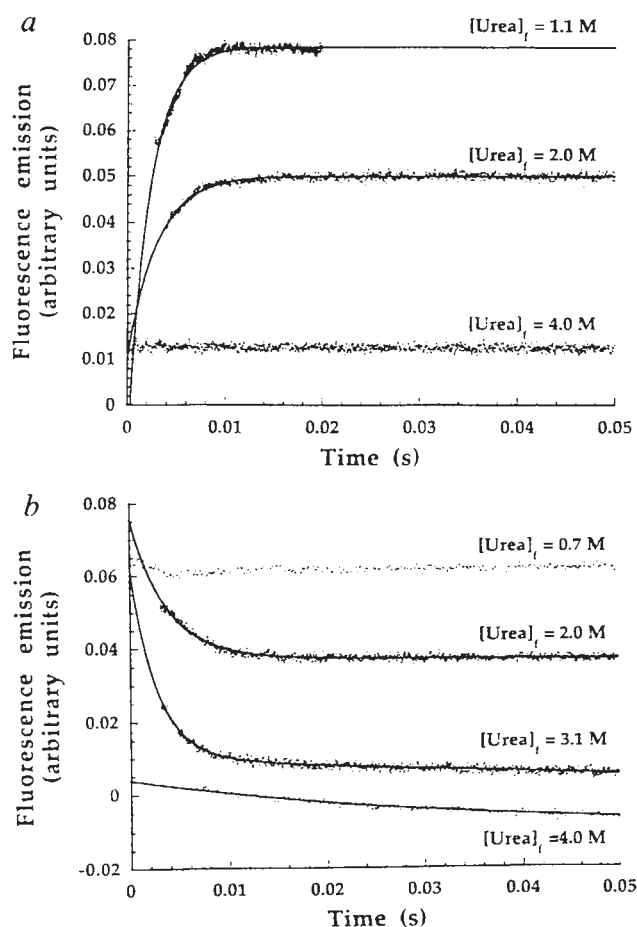 a
[Urea]f = 1.1 M
0.08
0.07
0.06
[Urea]f = 2.0 M
0.05
0.04
0.03
[Urea]f = 4.0 M
0.02
0.01
0
Fluorescence emission
(arbitrary units)
0 0.01 0.02 0.03 0.04 0.05
Time (s)
b
0.08
[Urea]f = 0.7 M
0.06
[Urea]f = 2.0 M
0.04
0.02
[Urea]f = 3.1 M
0
[Urea]f =4.0 M
-0.02
Fluorescence emission
(arbitrary units)
0 0.01 0.02 0.03 0.04 0.05
Time (s)